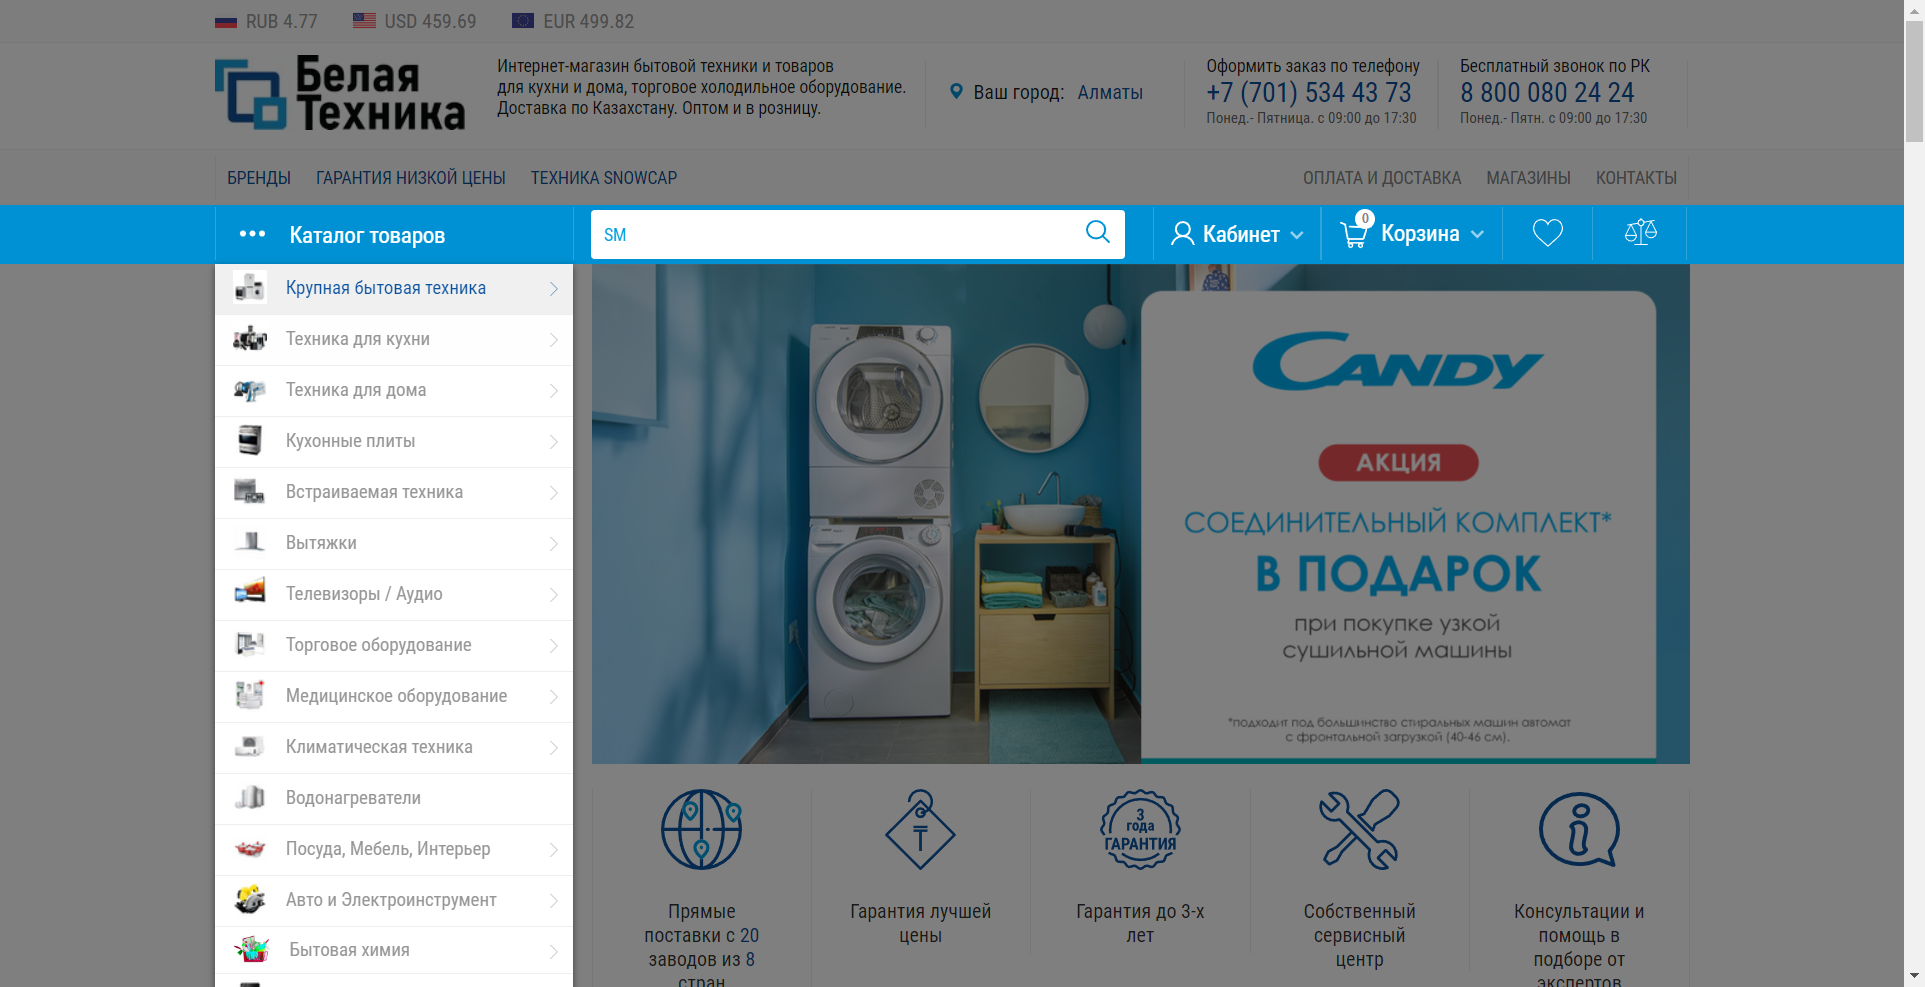 RUB 4.77
USD 459.69
EUR 499.82
Белая
Техника
Интернет-магазин бытовой техники и товаров
для кухни и дома, торговое холодильное оборудование.
Доставка по Казахстану. Оптом и в розницу.
Ваш город: Алматы
Оформить заказ по телефону
+7 (701) 534 43 73
Понед.- Пятница. с 09:00 до 17:30
Бесплатный звонок по РК
8 800 080 24 24
Понед.- Пятн. с 09:00 до 17:30
БРЕНДЫ
ГАРАНТИЯ НИЗКОЙ ЦЕНЫ
ТЕХНИКА SNOWCAP
ОПЛАТА И ДОСТАВКА
МАГАЗИНЫ
КОНТАКТЫ
Каталог товаров
SM
Кабинет
0
Корзина
Крупная бытовая техника
Техника для кухни
Техника для дома
Кухонные плиты
Встраиваемая техника
Вытяжки
Телевизоры / Аудио
Торговое оборудование
Медицинское оборудование
Климатическая техника
Водонагреватели
Посуда, Мебель, Интерьер
Авто и Электроинструмент
Бытовая химия
CANDY
АКЦИЯ
СОЕДИНИТЕЛЬНЫЙ КОМПЛЕКТ*
В ПОДАРОК
при покупке узкой
сушильной машины
*подходит под большинство стиральных машин автомат
с фронтальной загрузкой (40-46 см).
Прямые
поставки с 20
заводов из 8
стран
Гарантия лучшей
цены
3
года
ГАРАНТИЯ
Гарантия до 3-х
лет
Собственный
сервисный
центр
Консультации и
помощь в
подборе от
экспертов